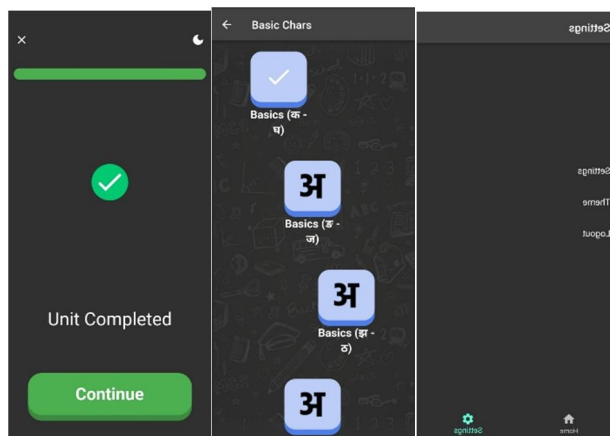 Unit Completed
Continue
Basic Chars
Basics (क -
घ)
अ
Basics (ङ -
ज)
अ
Basics (झ -
ठ)
अ
Settings
Settings
Theme
Logout
Settings
Home